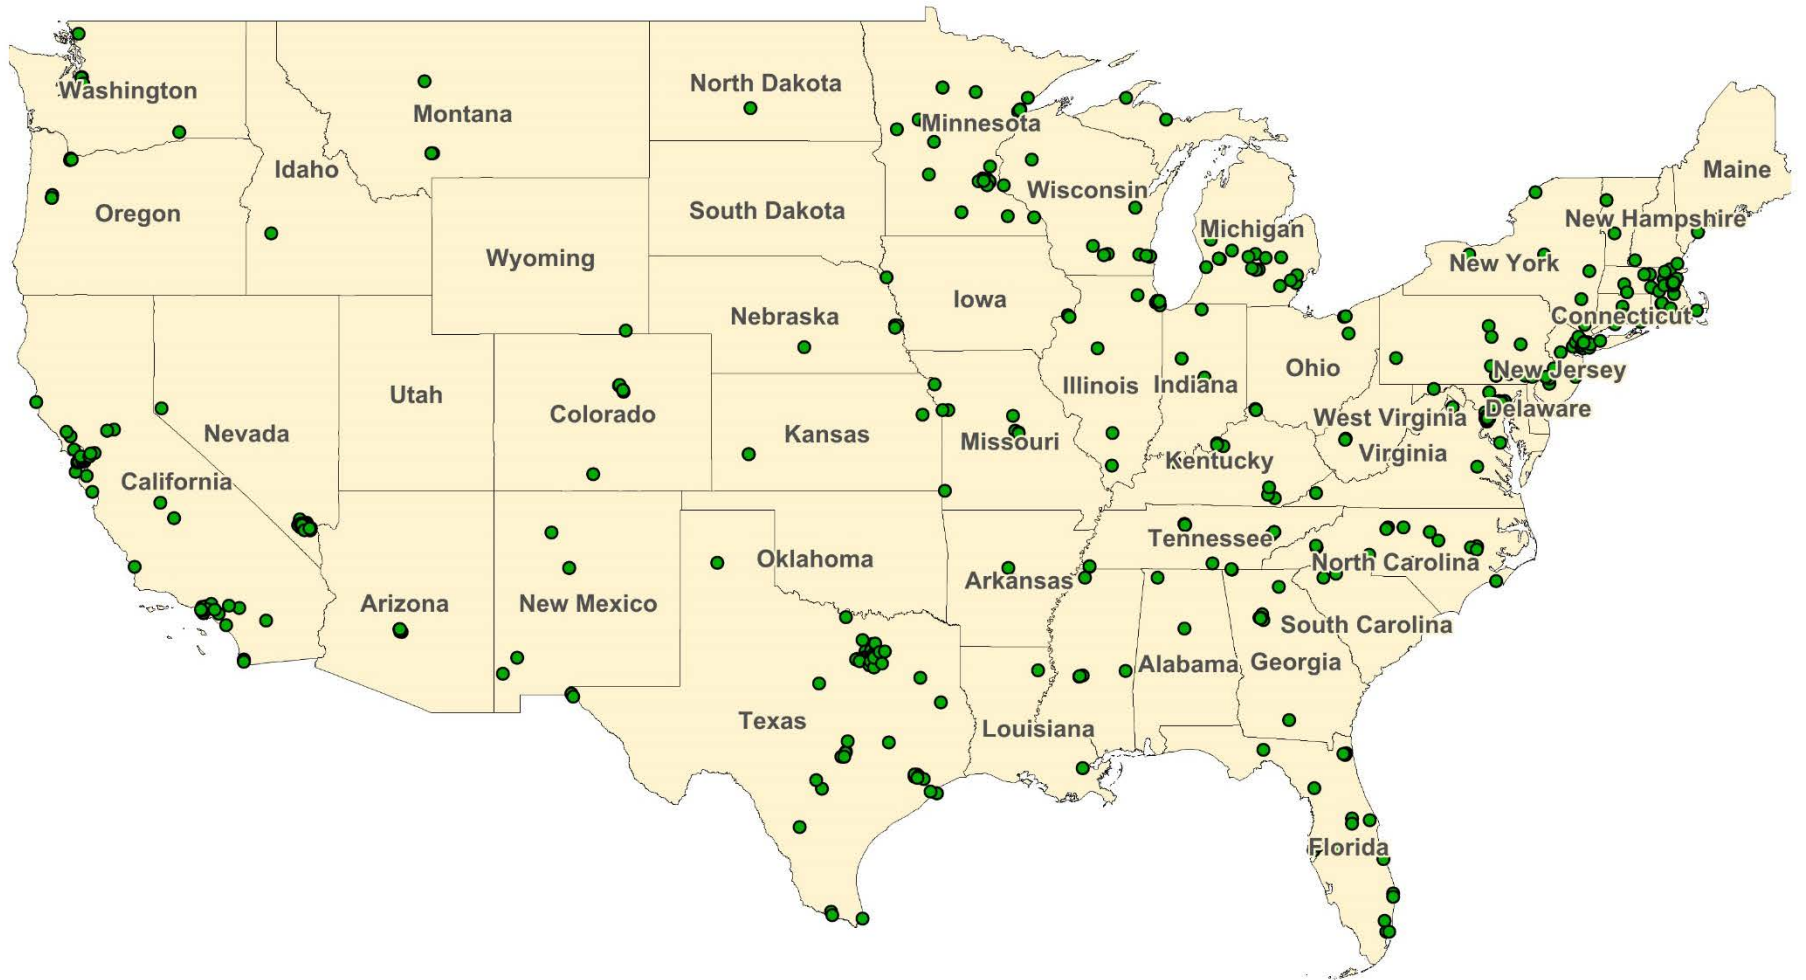 Washington
Montana
North Dakota
Minnesota
Idaho
Maine
Oregon
South Dakota
Wisconsin
Michigan
New Hampshire
Wyoming
New York
Iowa
Nebraska
Connecticut
Utah
Colorado
Illinois
Indiana
Ohio
New Jersey
Nevada
Kansas
Missouri
West Virginia
Delaware
California
Kentucky
Virginia
Arizona
New Mexico
Oklahoma
Arkansas
Tennessee
North Carolina
South Carolina
Texas
Louisiana
Alabama
Georgia
Florida